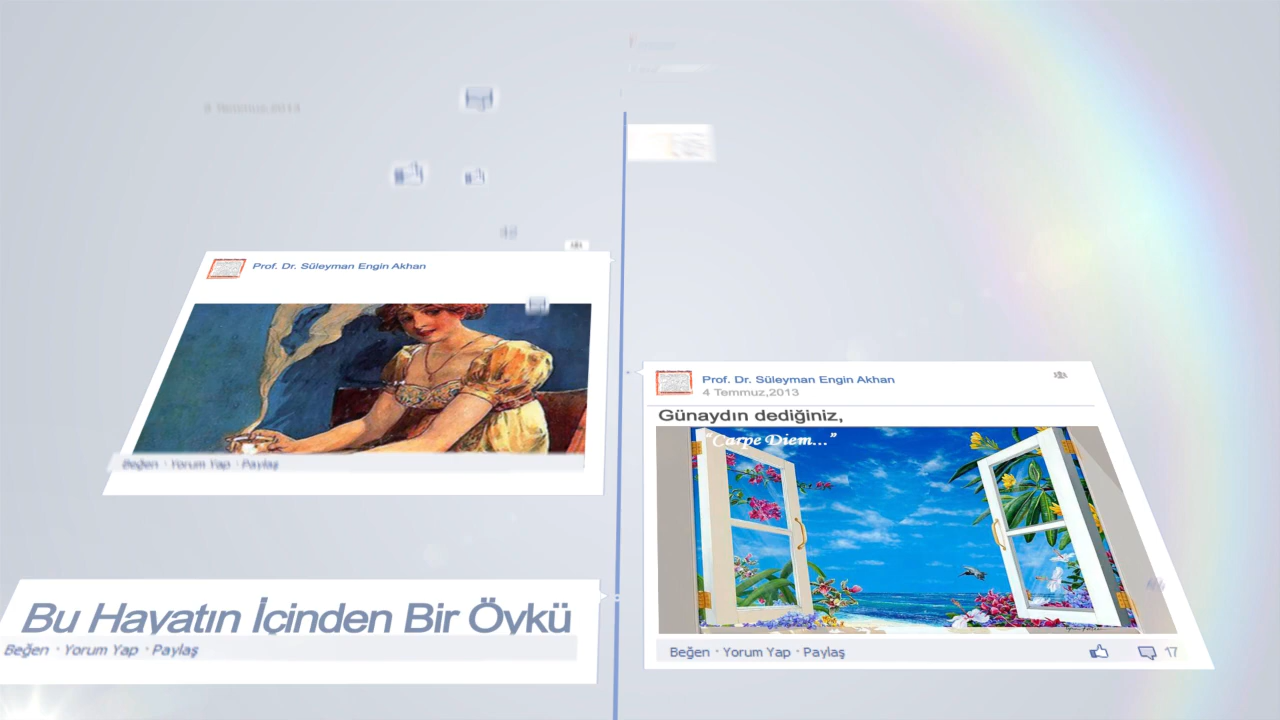 Prof. Dr. Süleyman Engin Akhan
Beğen · Yorum Yap · Paylaş
Bu Hayatın İçinden Bir Öykü
Beğen · Yorum Yap · Paylaş
Prof. Dr. Süleyman Engin Akhan
4 Temmuz,2013
Günaydın dediğiniz,
“Carpe Diem...”
Beğen · Yorum Yap · Paylaş
17